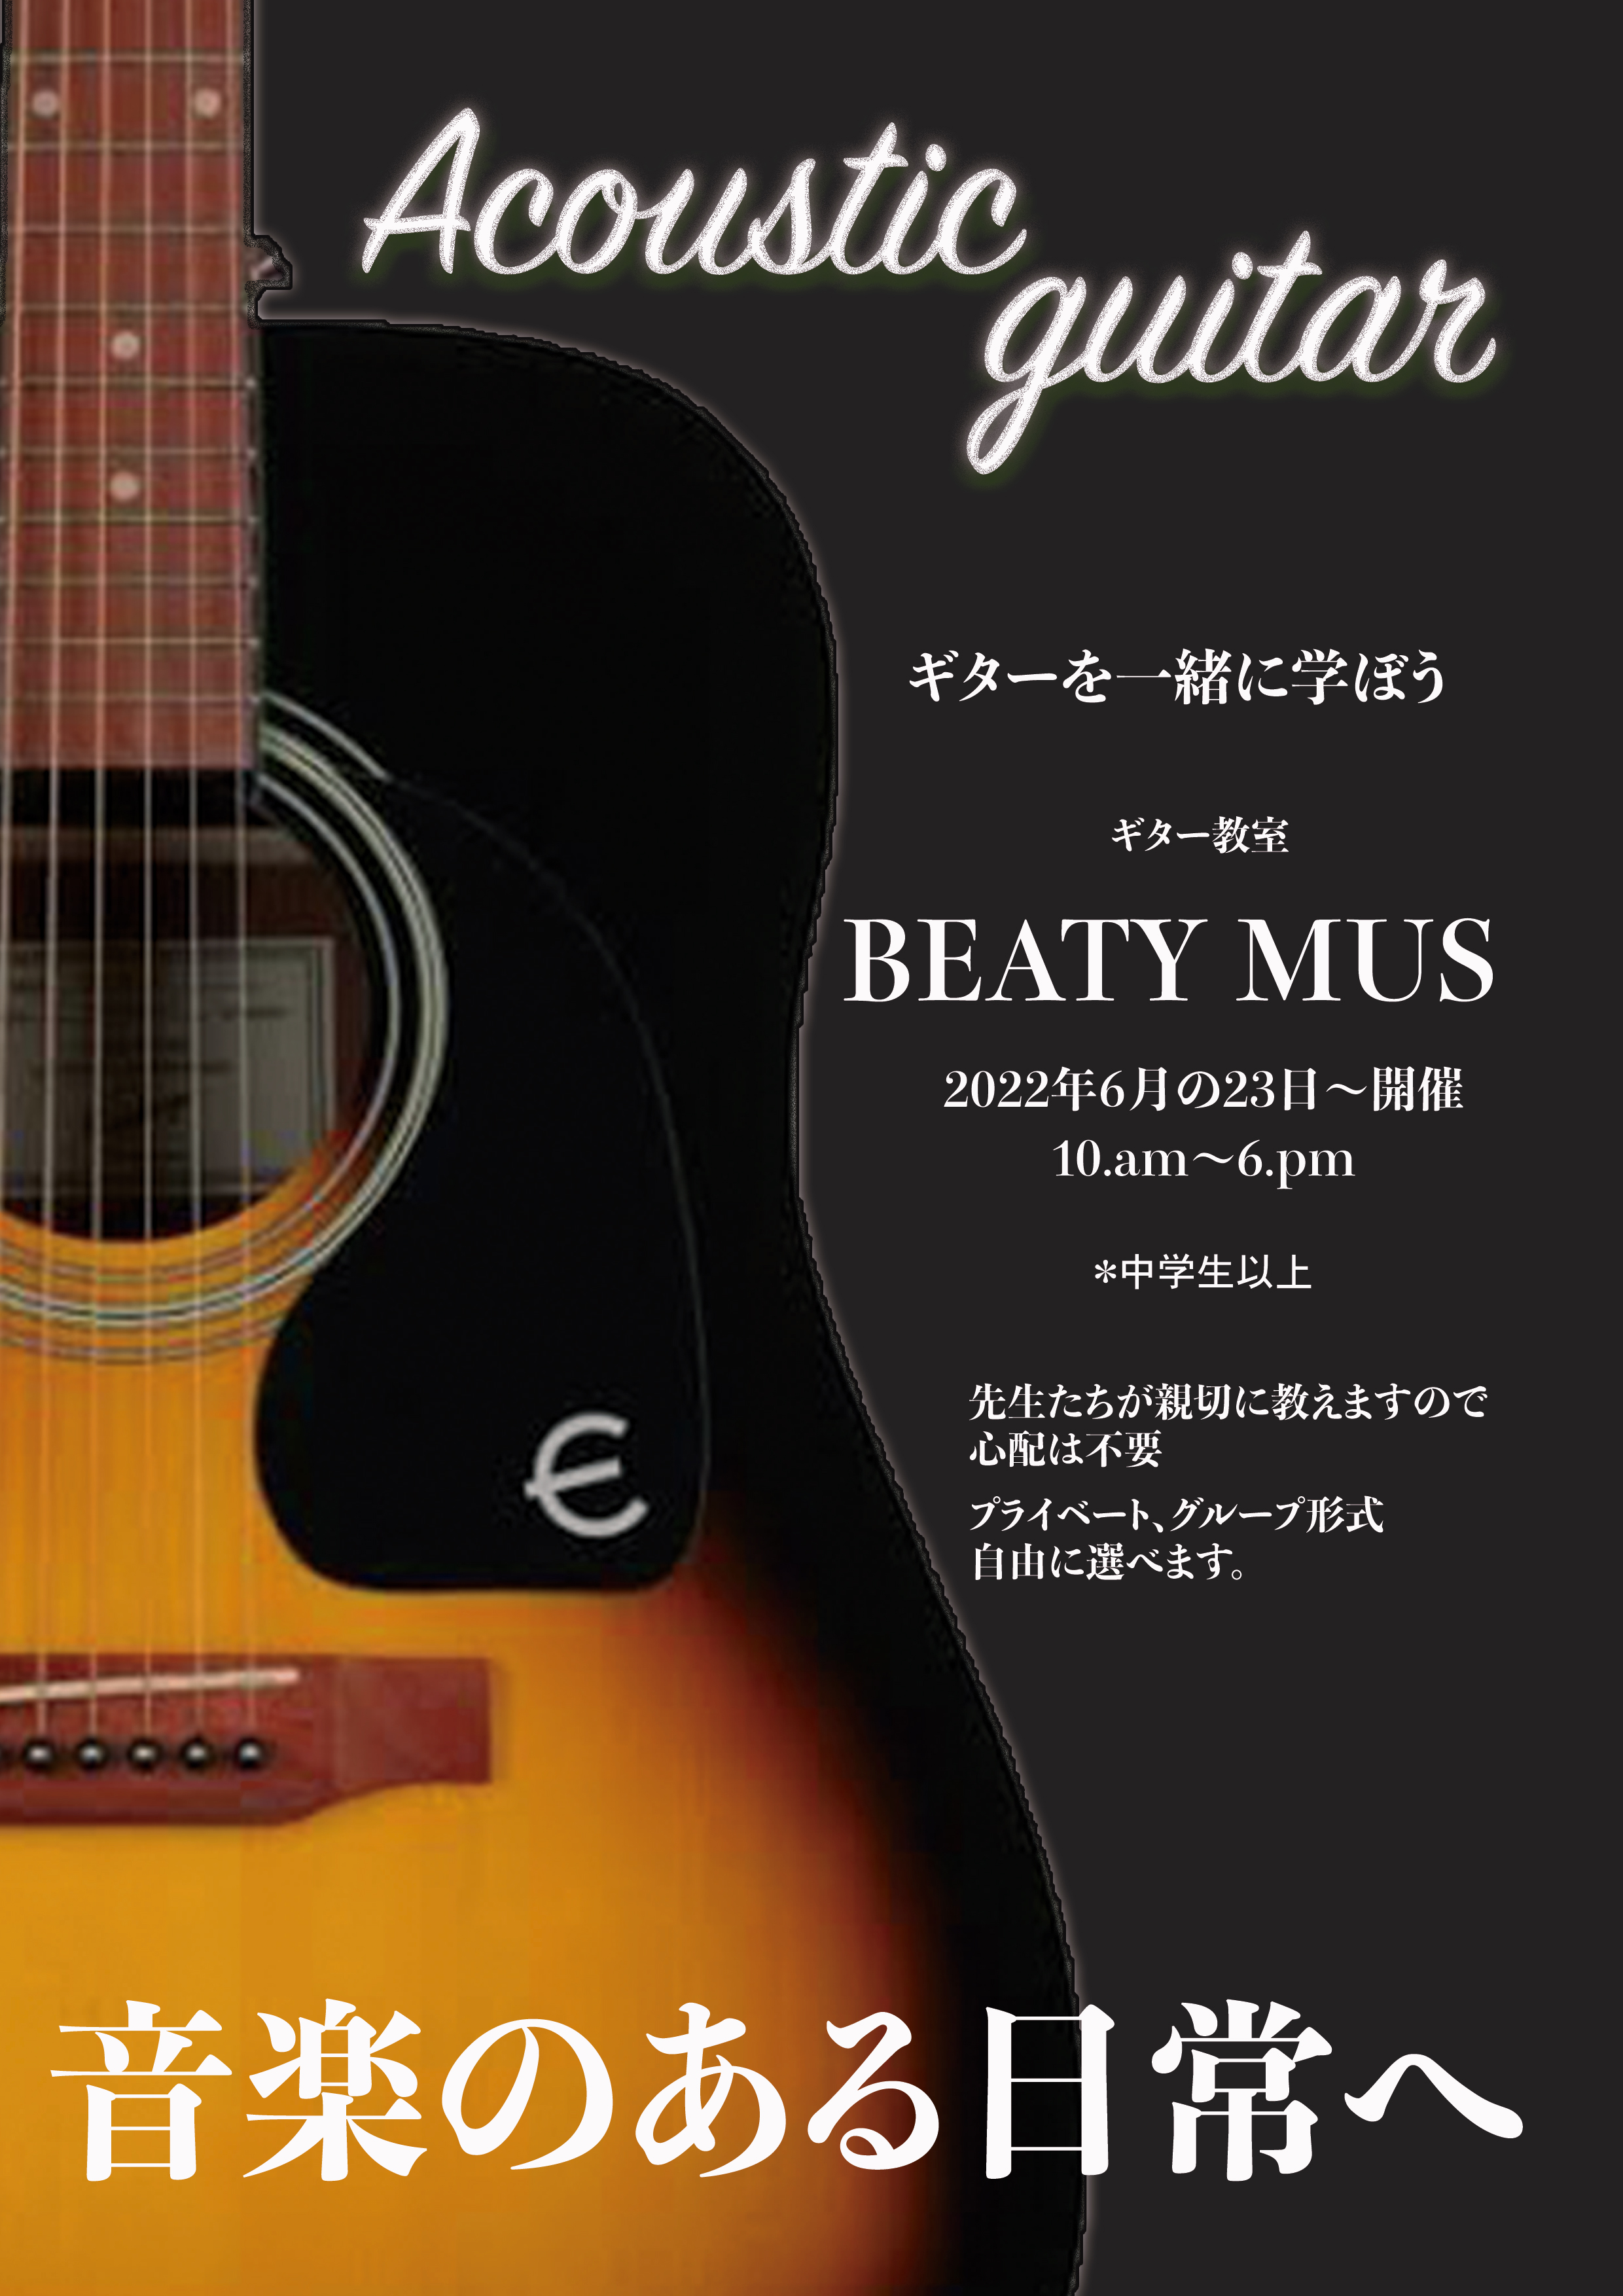 Acoustic
guitar
ギターを一緒に学ぼう
ギター教室
BEATY MUS
2022年6月の23日〜開催
10.am〜6.pm
*中学生以上
先生たちが親切に教えますので
心配は不要
プライベート、グループ形式
自由に選べます。
€
音楽のある日常へ